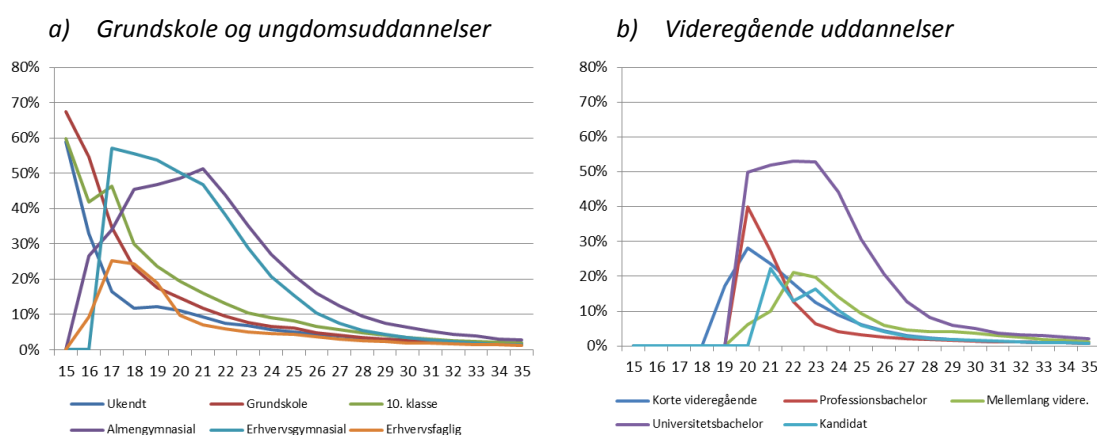 a) Grundskole og ungdomsuddannelser
80%
70%
60%
50%
40%
30%
20%
10%
0%
15 16 17 18 19 20 21 22 23 24 25 26 27 28 29 30 31 32 33 34 35
Ukendt Grundskole 10. klasse
Almengymnasial Erhvervsgymnasial Erhvervsfaglig
b) Videregående uddannelser
80%
70%
60%
50%
40%
30%
20%
10%
0%
15 16 17 18 19 20 21 22 23 24 25 26 27 28 29 30 31 32 33 34 35
Korte videregående Professionsbachelor Mellemlang videre.
Universitetsbachelor Kandidat